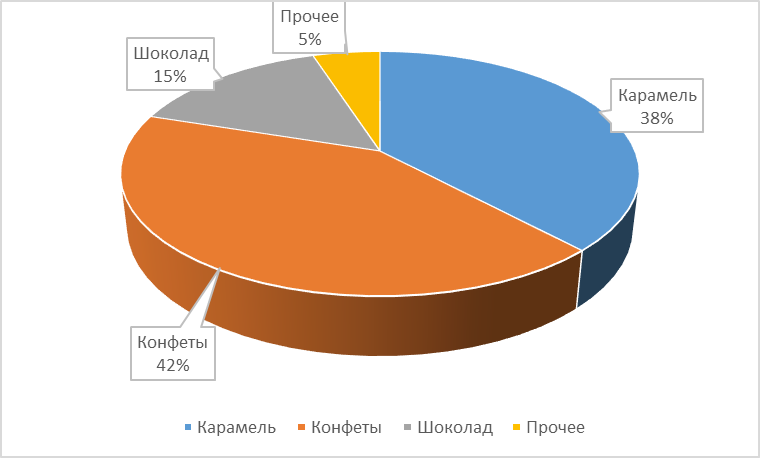 Прочее
5%
Шоколад
15%
Карамель
38%
Конфеты
42%
Карамель Конфеты Шоколад Прочее